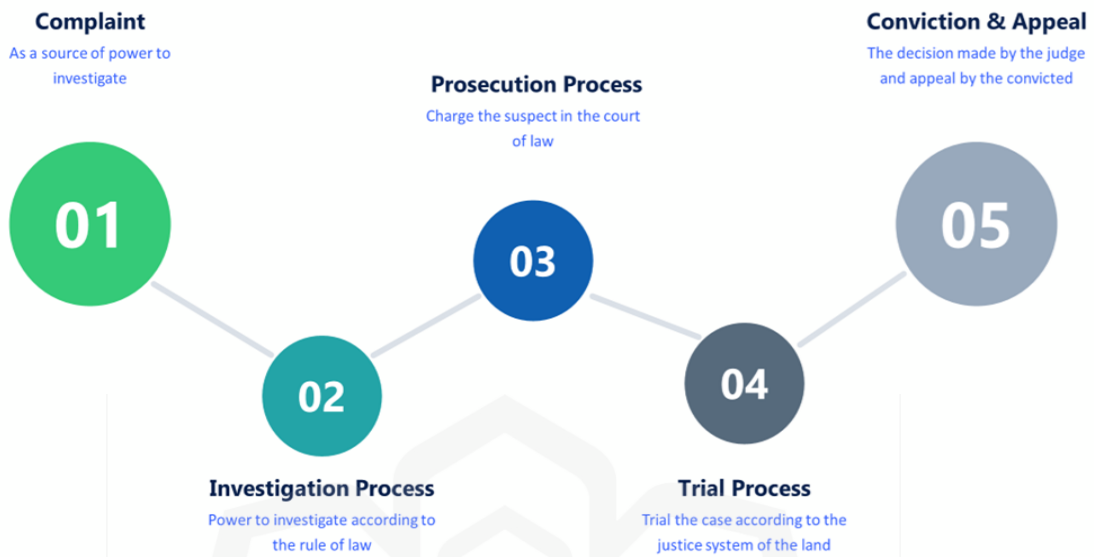 Complaint
As a source of power to
investigate
01
Investigation Process
Power to investigate according to
the rule of law
02
Prosecution Process
Charge the suspect in the court
of law
03
Trial Process
Trial the case according to the
justice system of the land
04
Conviction & Appeal
The decision made by the judge
and appeal by the convicted
05